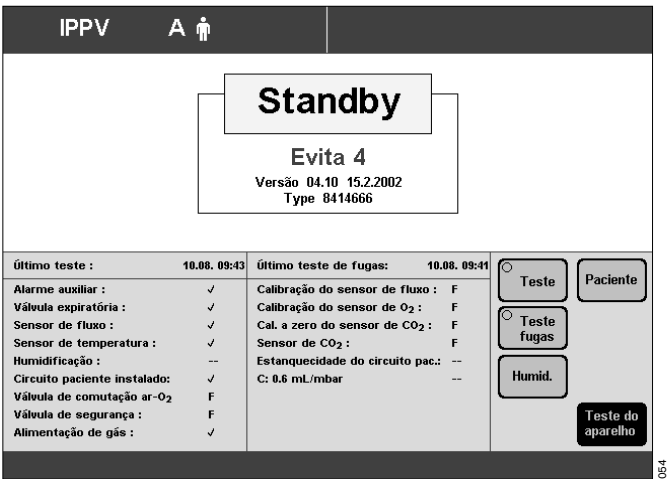 IPPV A
Standby
Evita 4
Versão 04.10 15.2.2002
Type 8414666
Último teste : 10.08. 09:43
Alarme auxiliar : √
Válvula expiratória : √
Sensor de fluxo : √
Sensor de temperatura : √
Humidificação : --
Circuito paciente instalado: √
Válvula de comutação ar-O₂ F
Válvula de segurança : F
Alimentação de gás : √
Último teste de fugas: 10.08. 09:41
Calibração do sensor de fluxo : F
Calibração do sensor de O₂ : F
Cal. a zero do sensor de CO₂ : F
Sensor de CO₂ : F
Estanquecidade do circuito pac.: --
C: 0.6 mL/mbar --
Teste
Paciente
Teste
fugas
Humid.
Teste do
aparelho
054